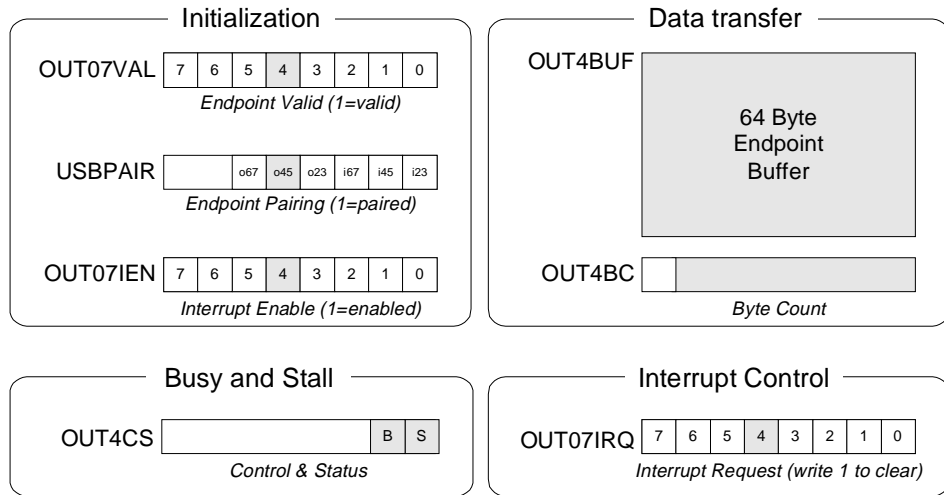 Initialization
OUT07VAL 7 6 5 4 3 2 1 0
Endpoint Valid (1=valid)
USBPAIR o67 o45 o23 i67 i45 i23
Endpoint Pairing (1=paired)
OUT07IEN 7 6 5 4 3 2 1 0
Interrupt Enable (1=enabled)
Data transfer
OUT4BUF
64 Byte
Endpoint
Buffer
OUT4BC
Byte Count
Busy and Stall
OUT4CS B S
Control & Status
Interrupt Control
OUT07IRQ 7 6 5 4 3 2 1 0
Interrupt Request (write 1 to clear)